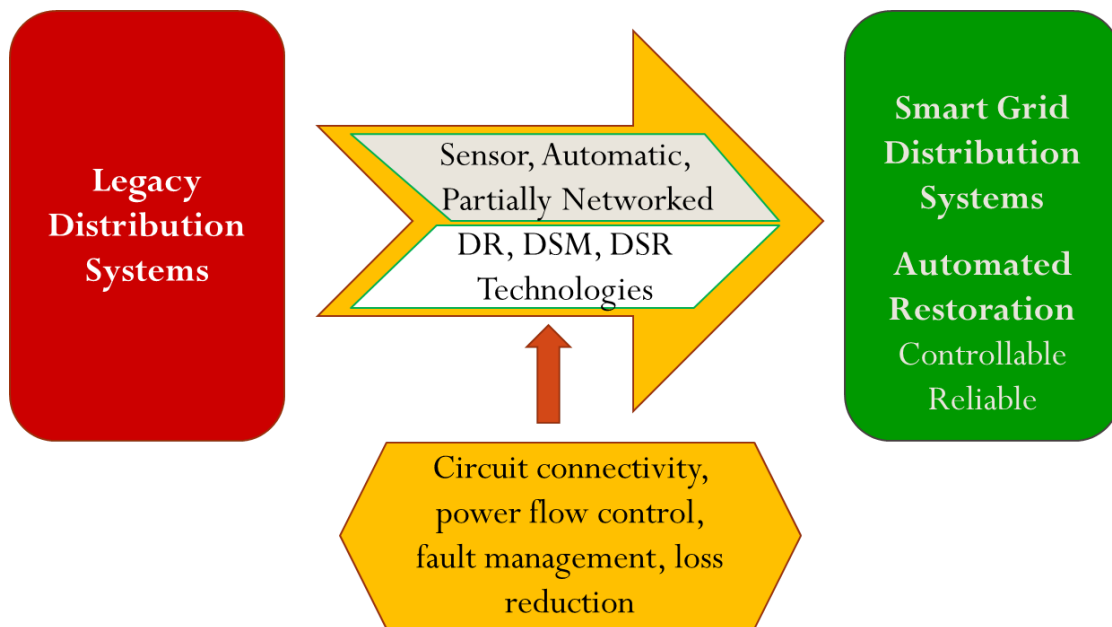 Legacy
Distribution
Systems
Sensor, Automatic,
Partially Networked
DR, DSM, DSR
Technologies
Circuit connectivity,
power flow control,
fault management, loss
reduction
Smart Grid
Distribution
Systems
Automated
Restoration
Controllable
Reliable